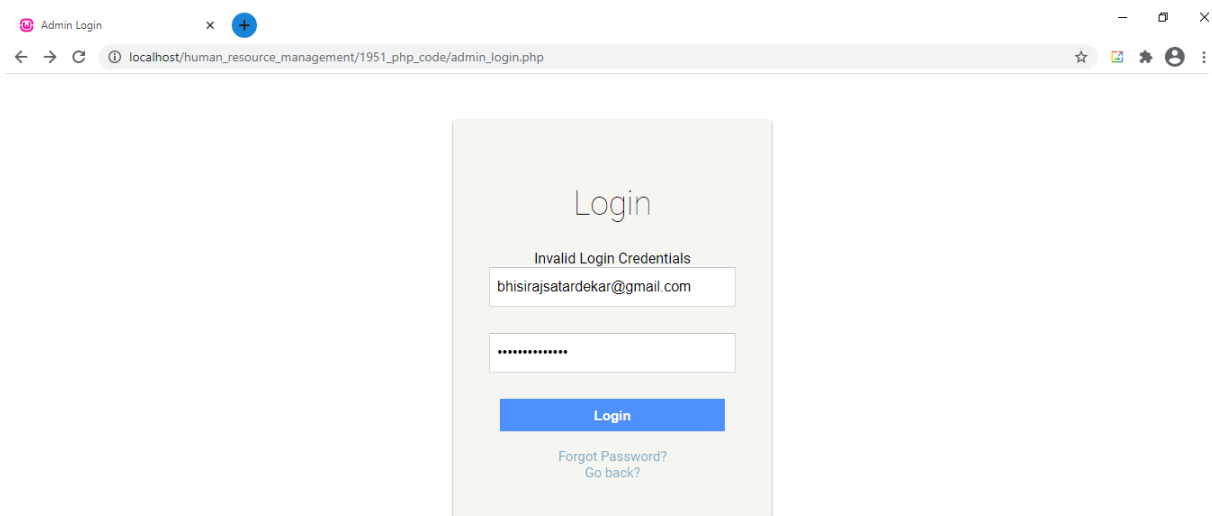 Admin Login
localhost/human_resource_management/1951_php_code/admin_login.php
Login
Invalid Login Credentials
bhisirajsatardekar@gmail.com
••••••••••••••
Login
Forgot Password?
Go back?